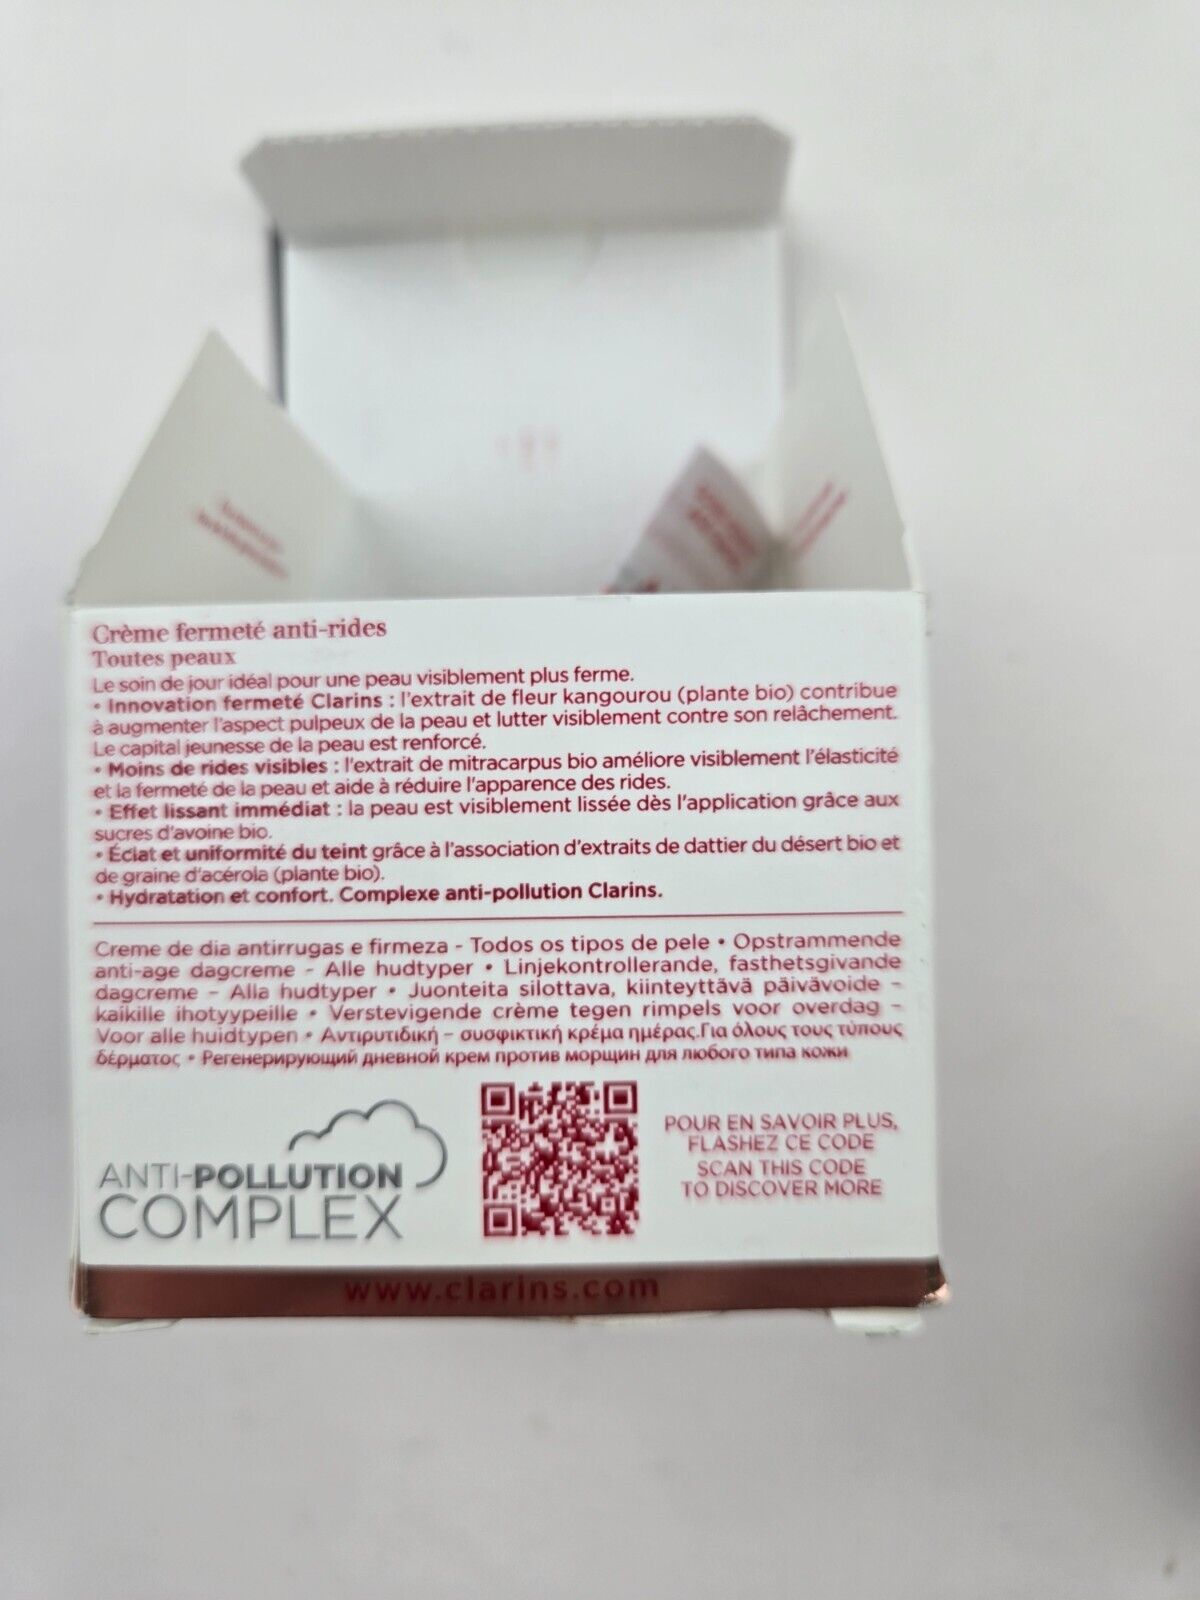 Crème fermeté anti-rides
Toutes peaux
Le soin de jour idéal pour une peau visiblement plus ferme.
• Innovation fermeté Clarins : l'extrait de fleur kangourou (plante bio) contribue
à augmenter l'aspect pulpeux de la peau et lutter visiblement contre son relâchement.
Le capital jeunesse de la peau est renforcé.
• Moins de rides visibles : l'extrait de mitracarpus bio améliore visiblement l'élasticité
et la fermeté de la peau et aide à réduire l'apparence des rides.
• Effet lissant immédiat : la peau est visiblement lissée dès l'application grâce aux
sucres d'avoine bio.
• Éclat et uniformité du teint grâce à l'association d'extraits de dattier du désert bio et
de graine d'acérola (plante bio).
• Hydratation et confort. Complexe anti-pollution Clarins.
Creme de dia antirrugas e firmeza - Todos os tipos de pele • Opstrammende
anti-age dagcreme - Alle hudtyper • Linjekontrollerande, fasthetsgivande
dagcreme - Alla hudtyper • Juonteita silottava, kiinteyttävä päivävoide -
kaikille ihotyypeille • Verstevigende crème tegen rimpels voor overdag -
Voor alle huidtypen • Αντιρυτιδική - συσφικτική κρέμα ημέρας.Για όλους τους τύπους
δέρματος • Регенерирующий дневной крем против морщин для любого типа кожи
ANTI-POLLUTION
COMPLEX
POUR EN SAVOIR PLUS,
FLASHEZ CE CODE
SCAN THIS CODE
TO DISCOVER MORE
www.clarins.com